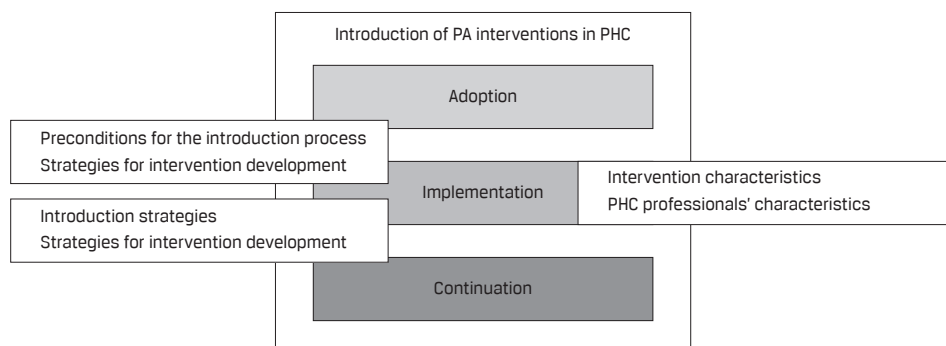 Introduction of PA interventions in PHC
Adoption
Preconditions for the introduction process
Strategies for intervention development
Implementation
Intervention characteristics
PHC professionals’ characteristics
Introduction strategies
Strategies for intervention development
Continuation